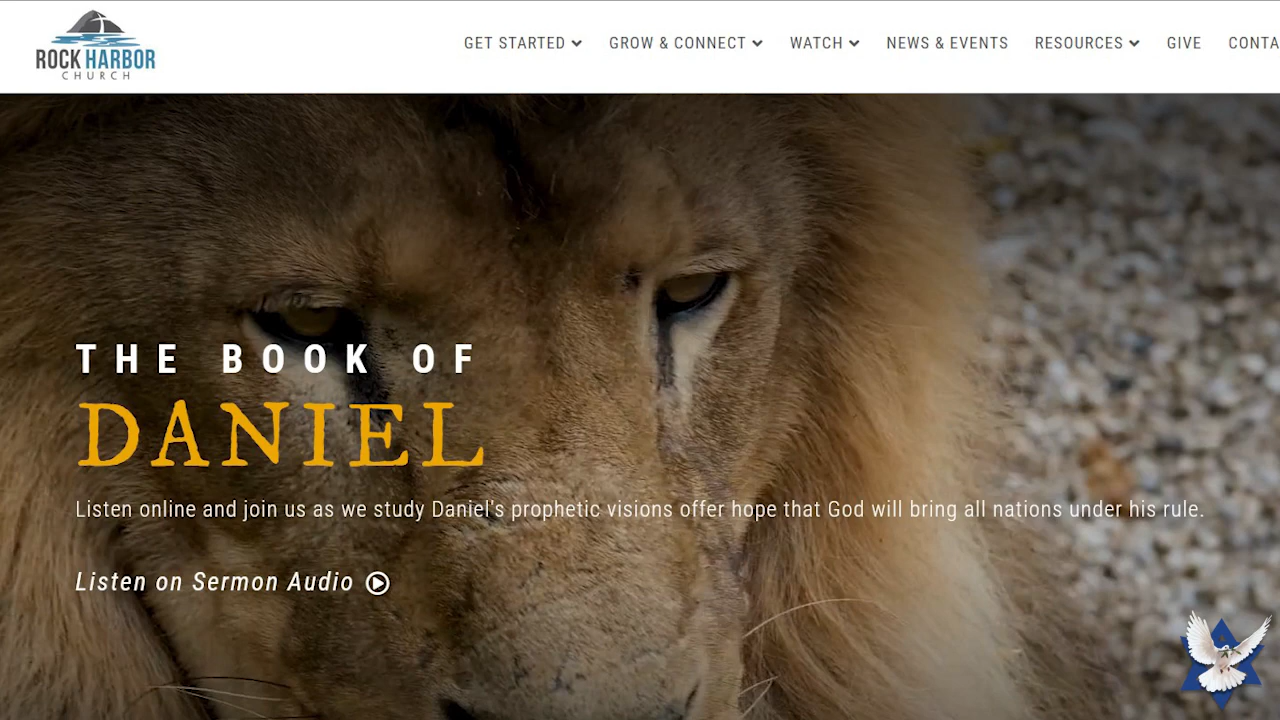 ROCK HARBOR
CHURCH
GET STARTED GROW & CONNECT WATCH NEWS & EVENTS RESOURCES GIVE CONTA
THE BOOK OF
DANIEL
Listen online and join us as we study Daniel's prophetic visions offer hope that God will bring all nations under his rule.
Listen on Sermon Audio